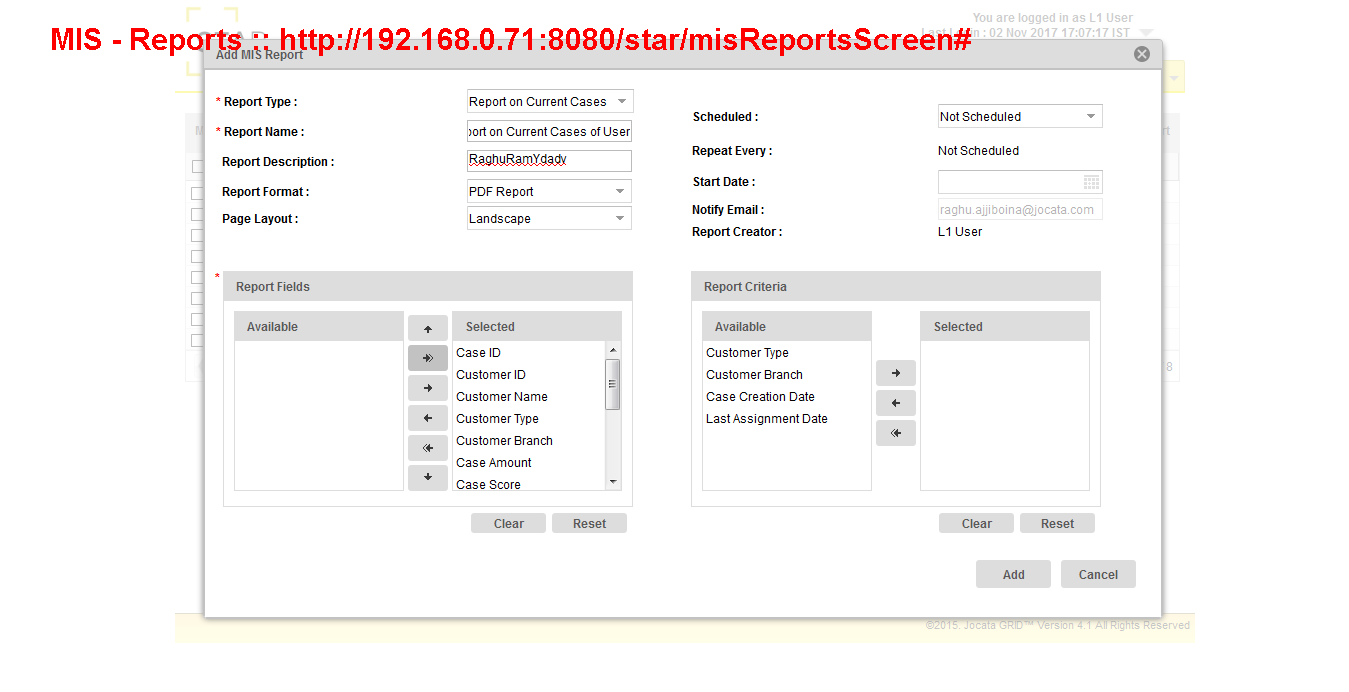 You are logged in as L1 User
MIS - Reports :: http://192.168.0.71:8080/star/misReportsScreen#
: 02 Nov 2017 17:07:17 IST
Add MIS Report
* Report Type : Report on Current Cases
* Report Name : port on Current Cases of User
Report Description : RaghuRamYdady
Report Format : PDF Report
Page Layout : Landscape
Scheduled : Not Scheduled
Repeat Every : Not Scheduled
Start Date :
Notify Email : raghu.ajjiboina@jocata.com
Report Creator : L1 User
*
Report Fields
Available
Selected
Case ID
Customer ID
Customer Name
Customer Type
Customer Branch
Case Amount
Case Score
Clear Reset
Report Criteria
Available
Customer Type
Customer Branch
Case Creation Date
Last Assignment Date
Selected
Clear Reset
Add Cancel
©2015. Jocata GRID™ Version 4.1 All Rights Reserved